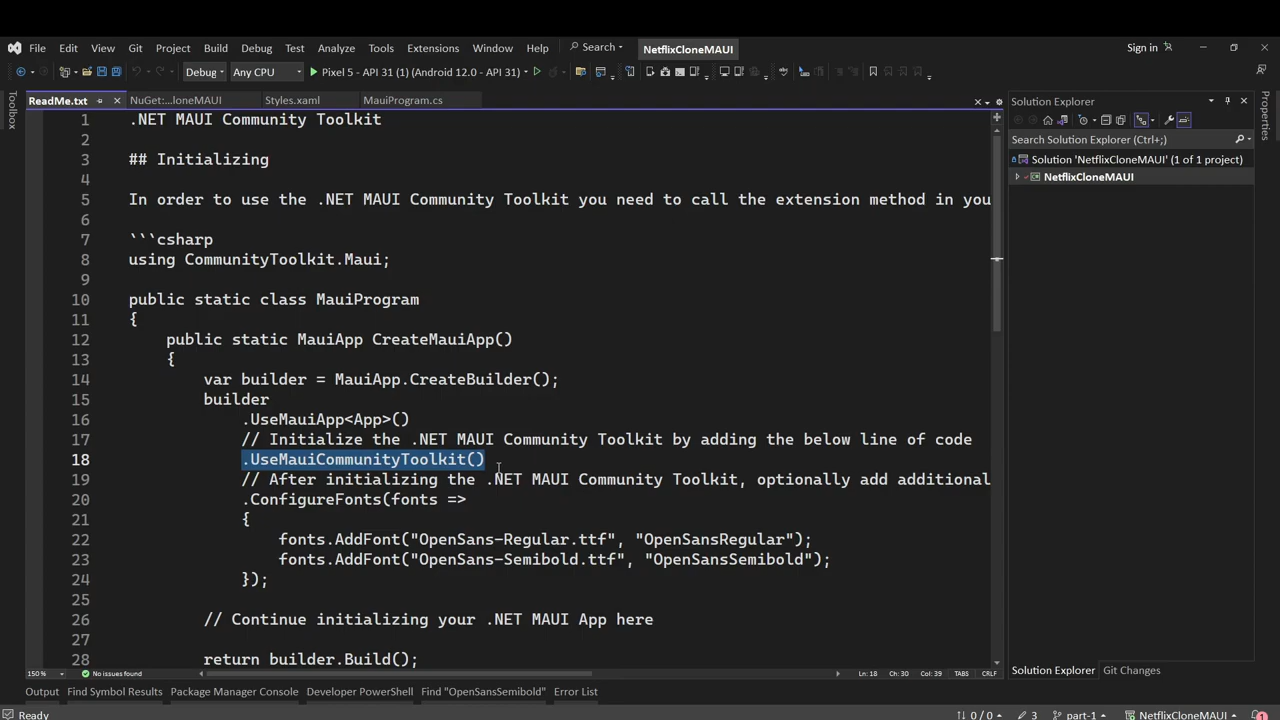 File Edit View Git Project Build Debug Test Analyze Tools Extensions Window Help Search NetflixCloneMAUI Sign in
Debug Any CPU Pixel 5 - API 31 (1) (Android 12.0 - API 31)
ReadMe.txt NuGet:...loneMAUI Styles.xaml MauiProgram.cs
1 .NET MAUI Community Toolkit
2
3 ## Initializing
4
5 In order to use the .NET MAUI Community Toolkit you need to call the extension method in you
6
7 ```csharp
8 using CommunityToolkit.Maui;
9
10 public static class MauiProgram
11 {
12 public static MauiApp CreateMauiApp()
13 {
14 var builder = MauiApp.CreateBuilder();
15 builder
16 .UseMauiApp<App>()
17 // Initialize the .NET MAUI Community Toolkit by adding the below line of code
18 .UseMauiCommunityToolkit()
19 // After initializing the .NET MAUI Community Toolkit, optionally add additional
20 .ConfigureFonts(fonts =>
21 {
22 fonts.AddFont("OpenSans-Regular.ttf", "OpenSansRegular");
23 fonts.AddFont("OpenSans-Semibold.ttf", "OpenSansSemibold");
24 });
25
26 // Continue initializing your .NET MAUI App here
27
28 return builder.Build();
150 % No issues found Ln: 18 Ch: 30 Col: 39 TABS CRLF
Toolbox
Solution Explorer
Search Solution Explorer (Ctrl+;)
Solution 'NetflixCloneMAUI' (1 of 1 project)
NetflixCloneMAUI
Solution Explorer Git Changes
Properties
Output Find Symbol Results Package Manager Console Developer PowerShell Find "OpenSansSemibold" Error List
Ready 0 / 0 3 part-1 NetflixCloneMAUI 1